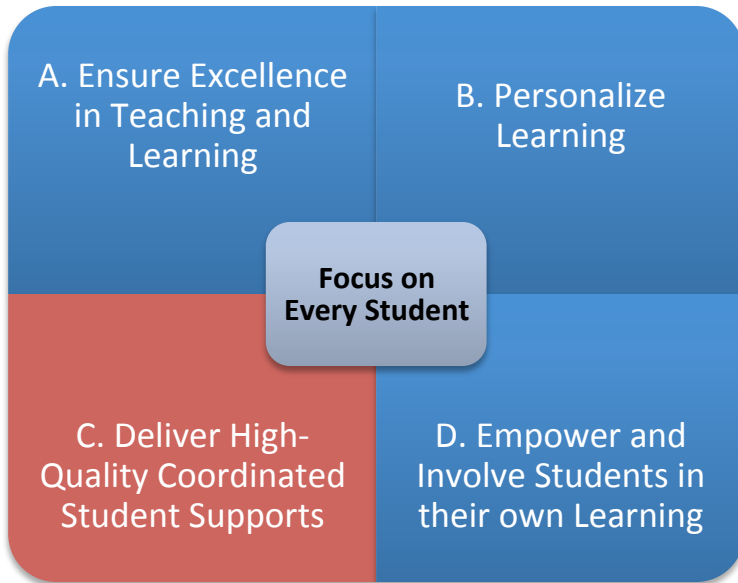 A. Ensure Excellence
in Teaching and
Learning
B. Personalize
Learning
Focus on
Every Student
C. Deliver High-
Quality Coordinated
Student Supports
D. Empower and
Involve Students in
their own Learning